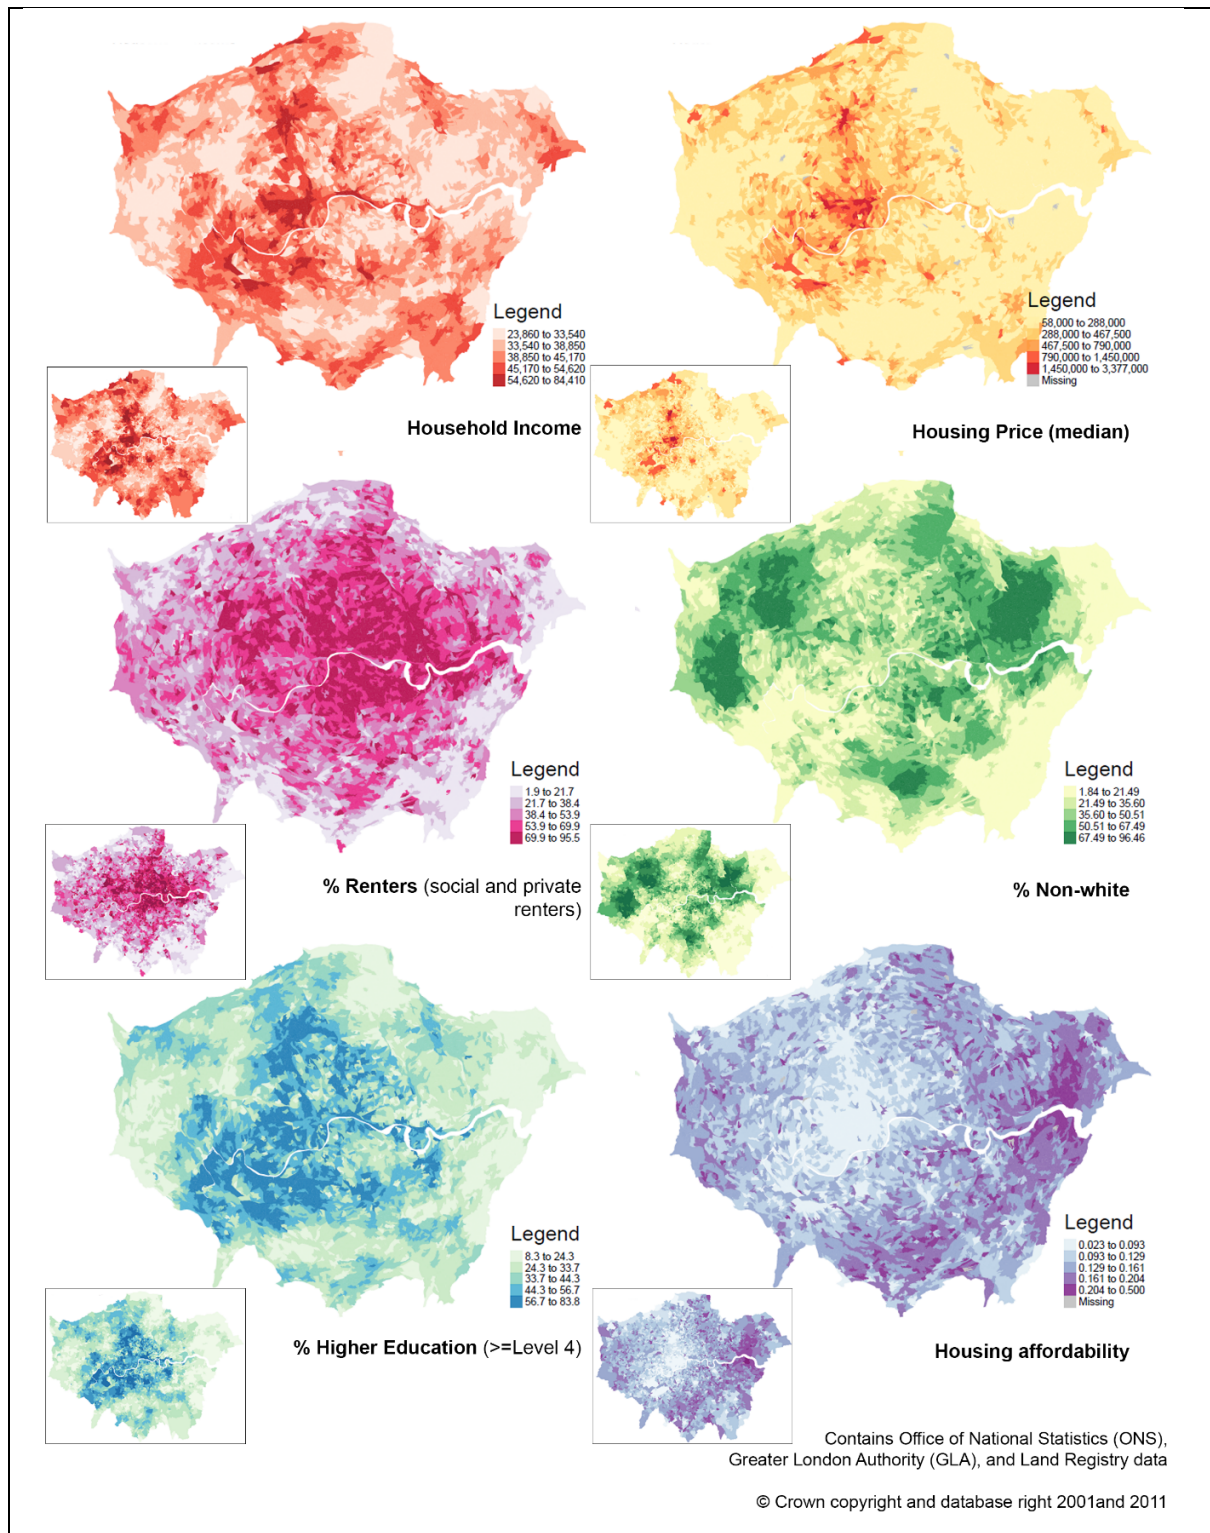 Legend
23,860 to 33,540
33,540 to 38,850
38,850 to 45,170
45,170 to 54,620
54,620 to 84,410
Household Income
Legend
58,000 to 288,000
288,000 to 467,500
467,500 to 790,000
790,000 to 1,450,000
1,450,000 to 3,377,000
Missing
Housing Price (median)
Legend
1.9 to 21.7
21.7 to 38.4
38.4 to 53.9
53.9 to 69.9
69.9 to 95.5
% Renters (social and private
renters)
Legend
1.84 to 21.49
21.49 to 35.60
35.60 to 50.51
50.51 to 67.49
67.49 to 96.46
% Non-white
Legend
8.3 to 24.3
24.3 to 33.7
33.7 to 44.3
44.3 to 56.7
56.7 to 83.8
% Higher Education (>=Level 4)
Legend
0.023 to 0.093
0.093 to 0.129
0.129 to 0.161
0.161 to 0.204
0.204 to 0.500
Missing
Housing affordability
Contains Office of National Statistics (ONS),
Greater London Authority (GLA), and Land Registry data
© Crown copyright and database right 2001and 2011